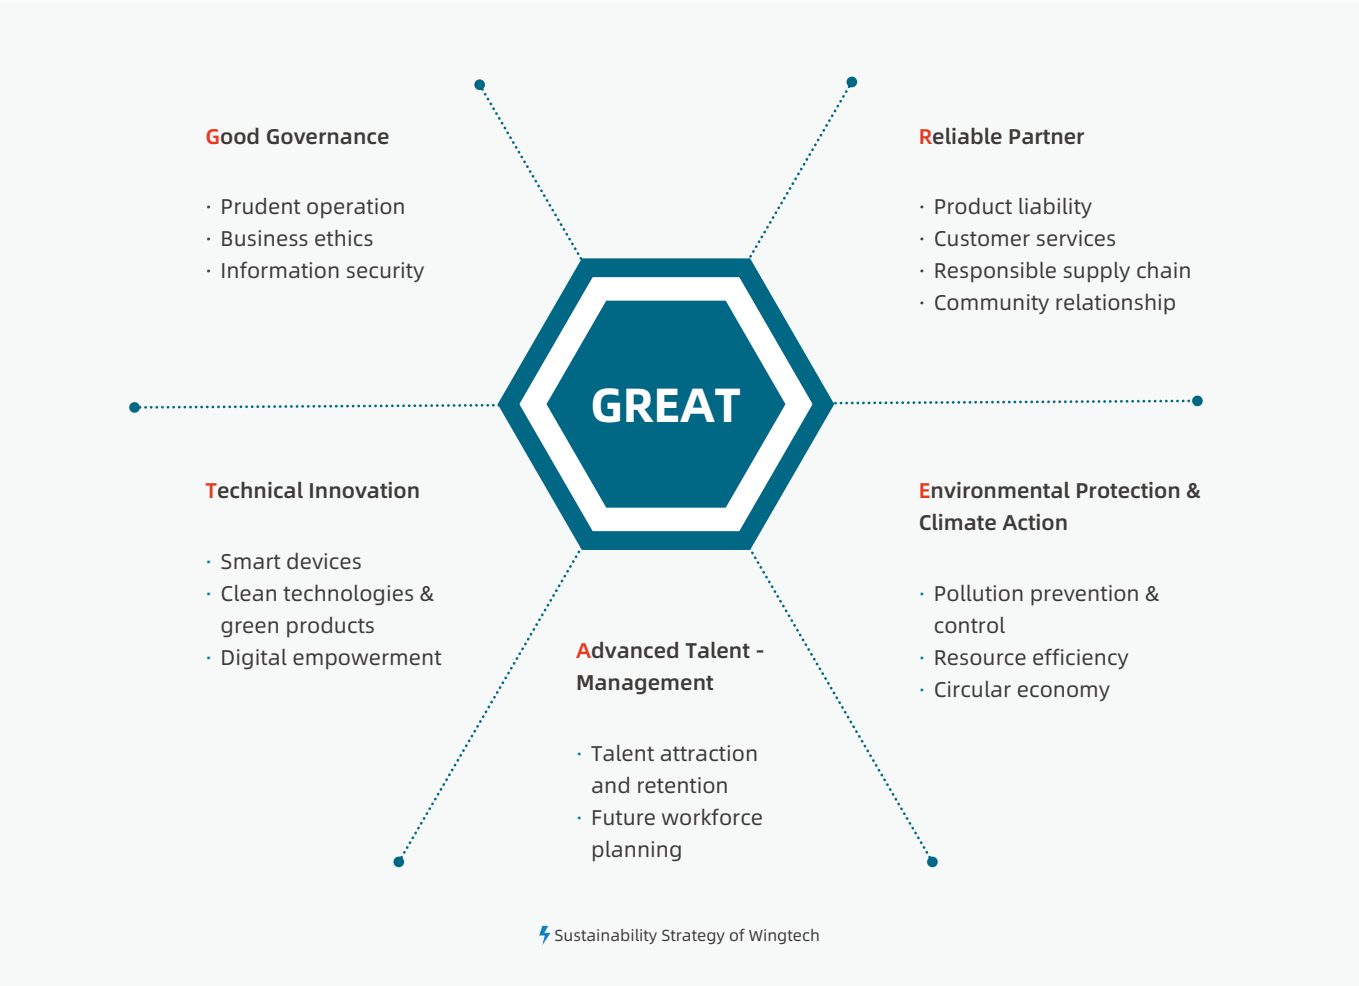 Good Governance
· Prudent operation
· Business ethics
· Information security
Reliable Partner
· Product liability
· Customer services
· Responsible supply chain
· Community relationship
GREAT
Technical Innovation
· Smart devices
· Clean technologies &
green products
· Digital empowerment
Environmental Protection &
Climate Action
· Pollution prevention &
control
· Resource efficiency
· Circular economy
Advanced Talent -
Management
· Talent attraction
and retention
· Future workforce
planning
Sustainability Strategy of Wingtech